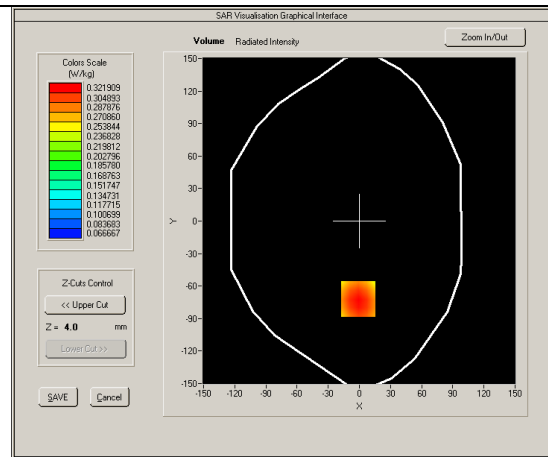 SAR Visualisation Graphical Interface
Volume Radiated Intensity
Zoom In/Out
Colors Scale
(W/kg)
0.321909
0.304893
0.287876
0.270860
0.253844
0.236828
0.219812
0.202796
0.185780
0.168763
0.151747
0.134731
0.117715
0.100699
0.083683
0.066667
Z-Cuts Control
<< Upper Cut
Z = 4.0 mm
Lower Cut >>
SAVE Cancel
150-
120-
90-
60-
30-
0-
-30-
-60-
-90-
-120-
-150-
Y
-150 -120 -90 -60 -30 0 30 60 90 120 150
X